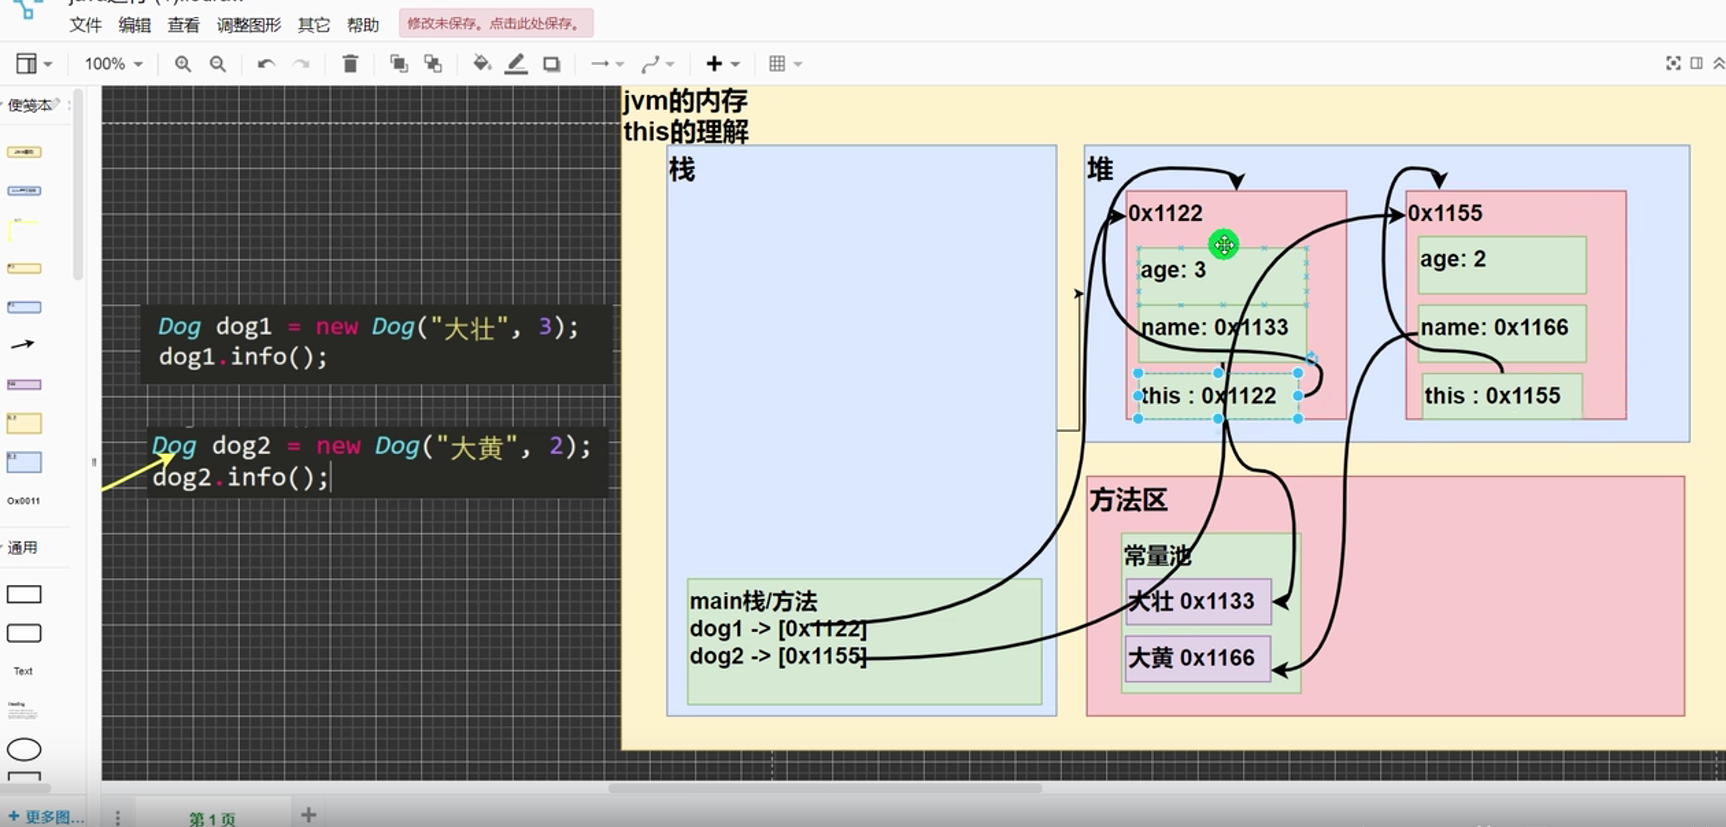 文件 编辑 查看 调整图形 其它 帮助 修改未保存。点击此处保存。
100%
便笺本
Ox0011
通用
Text
Heading
更多图...
第1页
Dog dog1 = new Dog("大壮", 3);
dog1.info();
Dog dog2 = new Dog("大黄", 2);
dog2.info();
jvm的内存
this的理解
栈
main栈/方法
dog1 -> [0x1122]
dog2 -> [0x1155]
堆
0x1122
age: 3
name: 0x1133
this : 0x1122
0x1155
age: 2
name: 0x1166
this : 0x1155
方法区
常量池
大壮 0x1133
大黄 0x1166